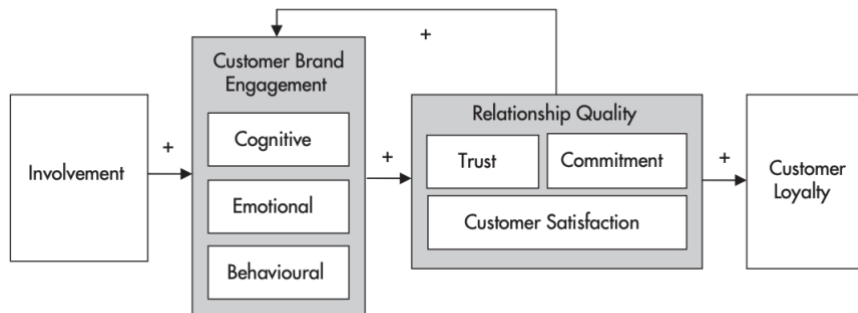 +
Customer Brand
Engagement
Cognitive
Emotional
Behavioural
Involvement
+
+
Relationship Quality
Trust
Commitment
Customer Satisfaction
+
Customer
Loyalty